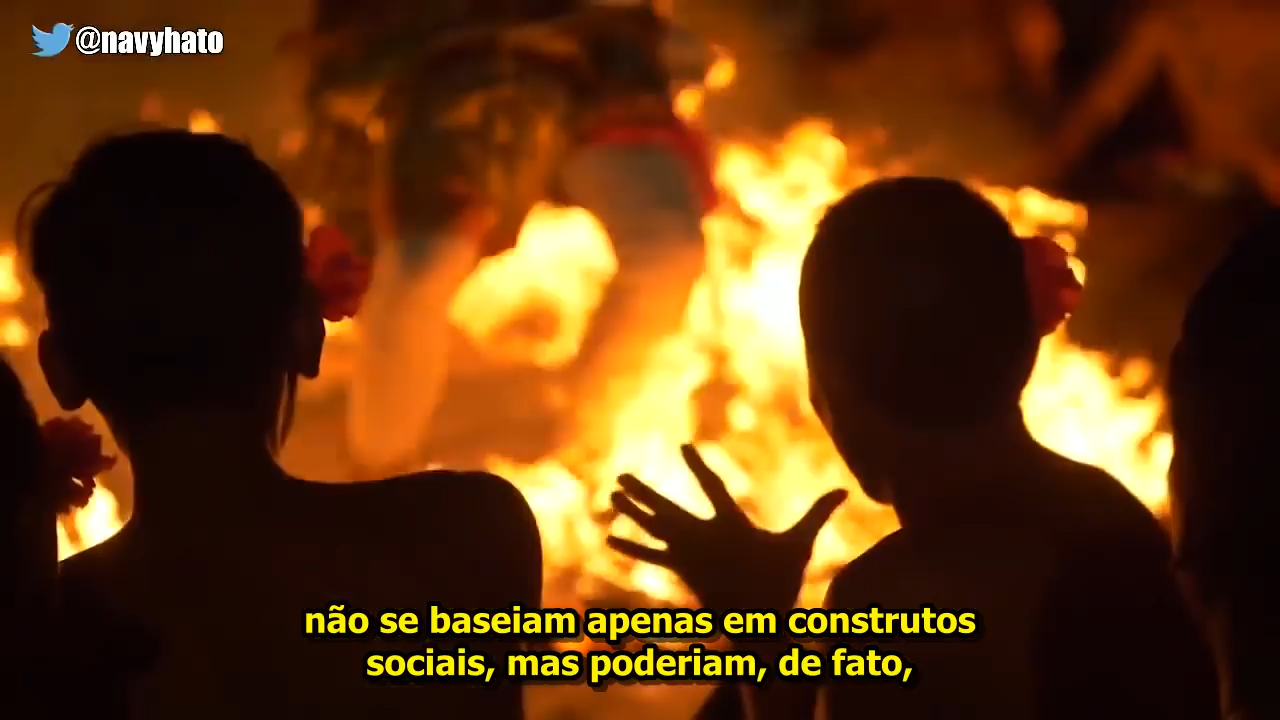 @navyhato
não se baseiam apenas em construtos
sociais, mas poderiam, de fato,